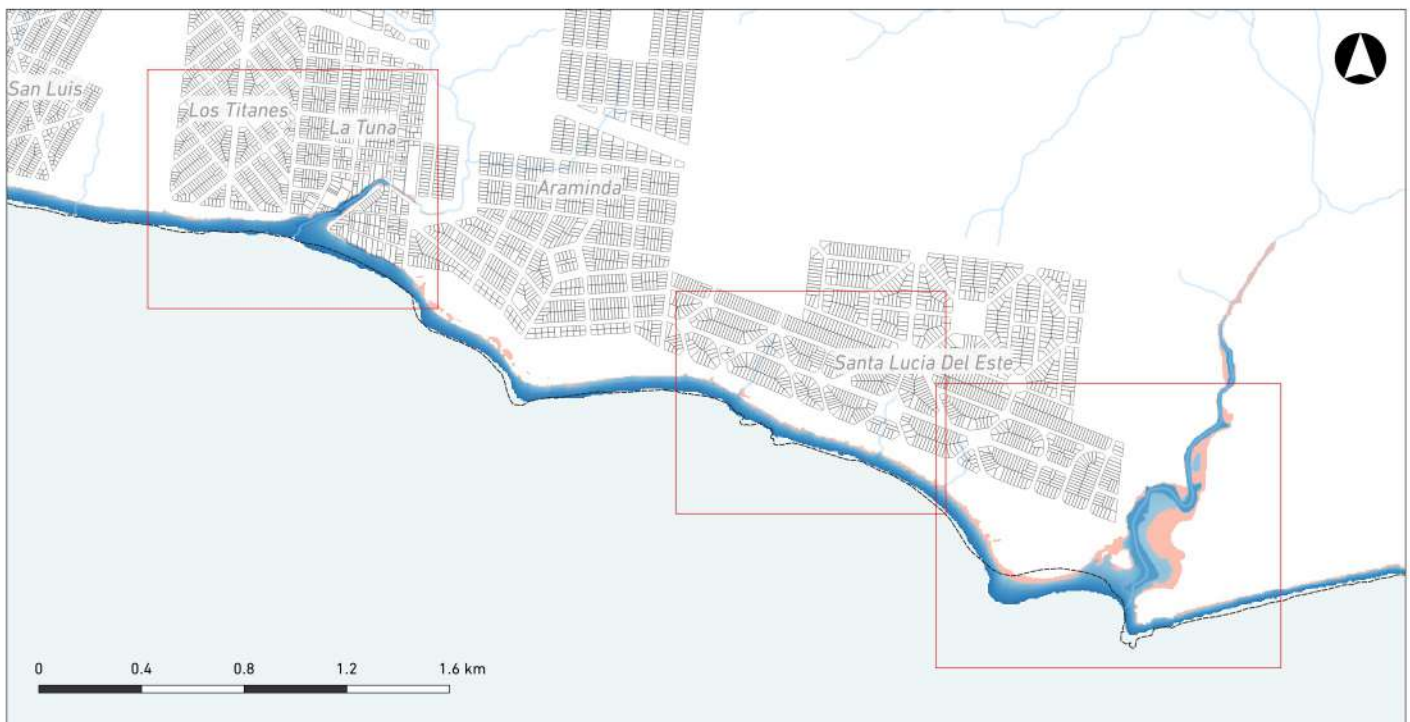 San Luis
Los Titanes
La Tuna
Araminda
Santa Lucia Del Este
0 0.4 0.8 1.2 1.6 km